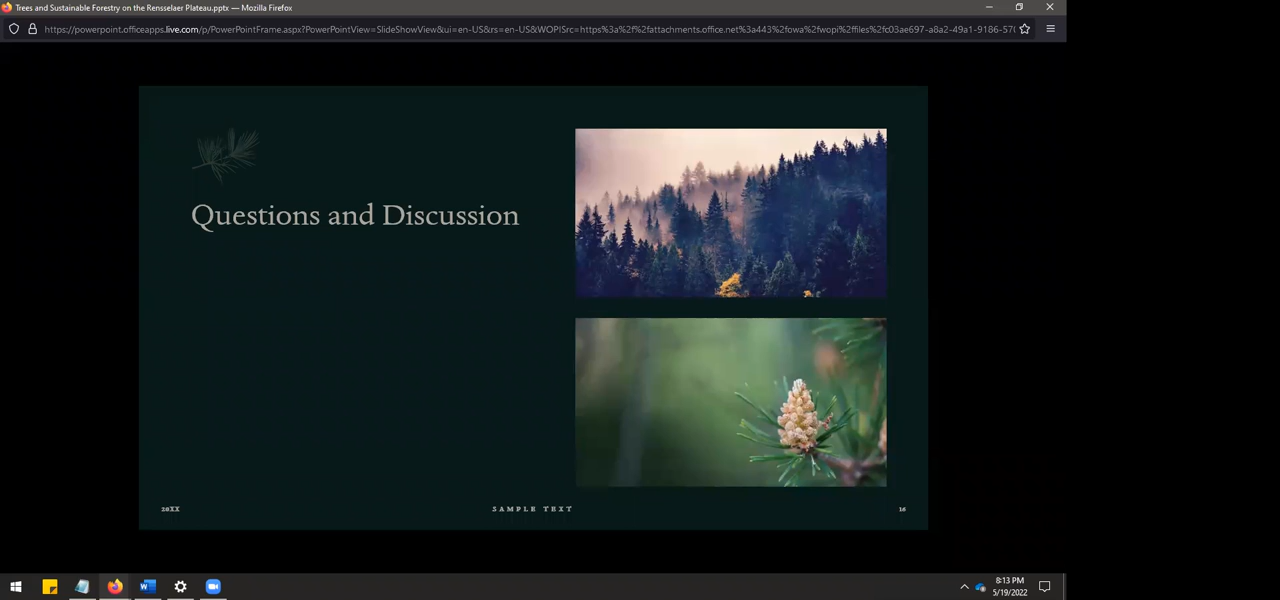 Trees and Sustainable Forestry on the Rensselaer Plateau.pptx — Mozilla Firefox
https://powerpoint.officeapps.live.com/p/PowerPointFrame.aspx?PowerPointView=SlideShowView&ui=en-US&rs=en-US&WOPISrc=https%3a%2f%2fattachments.office.net%3a443%2fowa%2fwopi%2ffiles%2fc03ae697-a8a2-49a1-9186-570
Questions and Discussion
20XX
SAMPLE TEXT
16
8:13 PM
5/19/2022